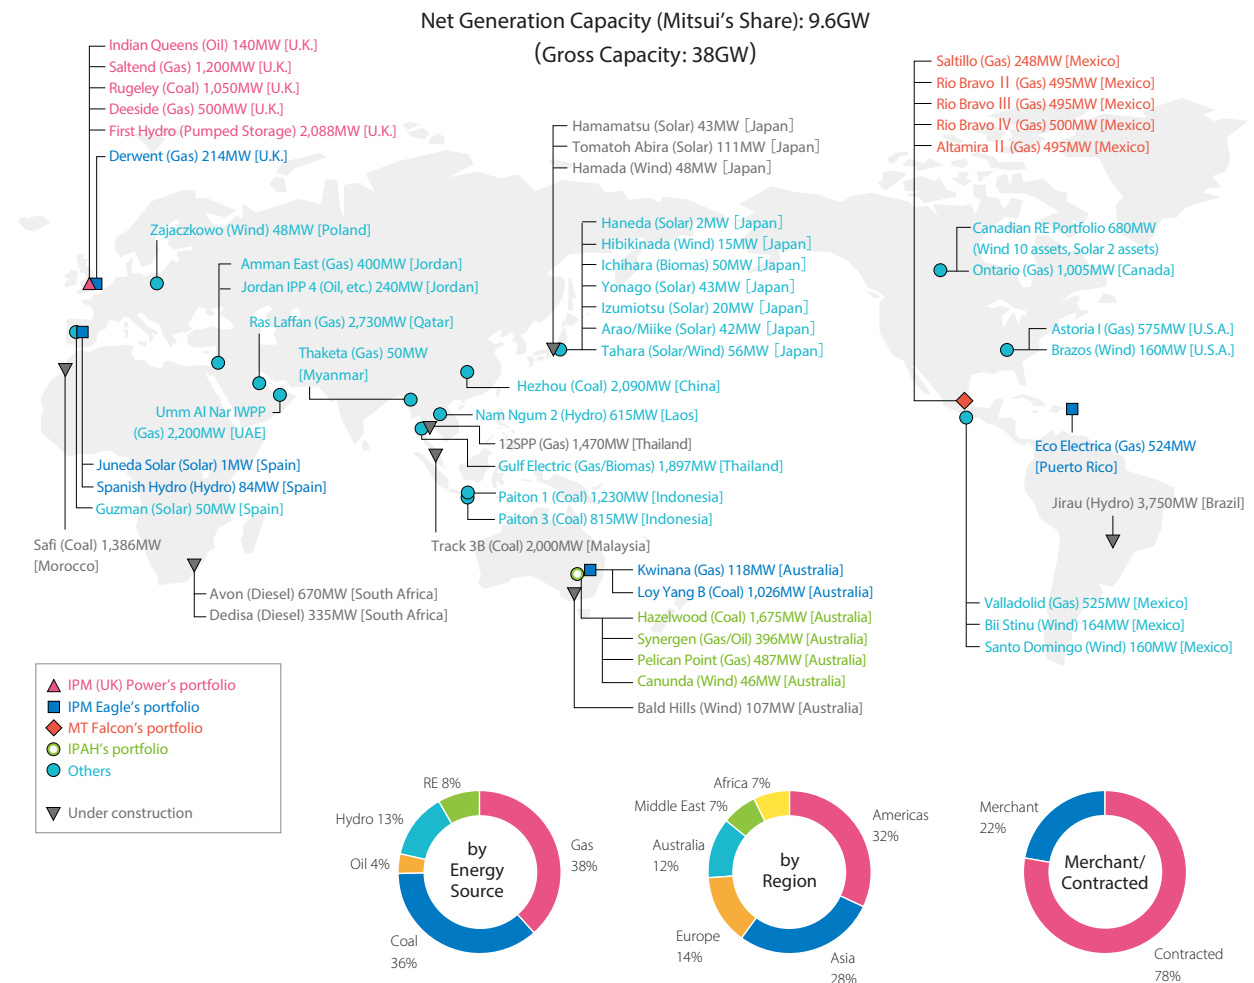 Net Generation Capacity (Mitsui's Share): 9.6GW
(Gross Capacity: 38GW)
Indian Queens (Oil) 140MW [U.K.]
Saltend (Gas) 1,200MW [U.K.]
Rugeley (Coal) 1,050MW [U.K.]
Deeside (Gas) 500MW [U.K.]
First Hydro (Pumped Storage) 2,088MW [U.K.]
Derwent (Gas) 214MW [U.K.]
Zajaczkowo (Wind) 48MW [Poland]
Amman East (Gas) 400MW [Jordan]
Jordan IPP 4 (Oil, etc.) 240MW [Jordan]
Ras Laffan (Gas) 2,730MW [Qatar]
Thaketa (Gas) 50MW
[Myanmar]
Umm Al Nar IWPP
(Gas) 2,200MW [UAE]
Juneda Solar (Solar) 1MW [Spain]
Spanish Hydro (Hydro) 84MW [Spain]
Guzman (Solar) 50MW [Spain]
Safi (Coal) 1,386MW
[Morocco]
Avon (Diesel) 670MW [South Africa]
Dedisa (Diesel) 335MW [South Africa]
Hamamatsu (Solar) 43MW [Japan]
Tomatoh Abira (Solar) 111MW [Japan]
Hamada (Wind) 48MW [Japan]
Haneda (Solar) 2MW [Japan]
Hibikinada (Wind) 15MW [Japan]
Ichihara (Biomas) 50MW [Japan]
Yonago (Solar) 43MW [Japan]
Izumiotsu (Solar) 20MW [Japan]
Arao/Miike (Solar) 42MW [Japan]
Tahara (Solar/Wind) 56MW [Japan]
Hezhou (Coal) 2,090MW [China]
Nam Ngum 2 (Hydro) 615MW [Laos]
12SPP (Gas) 1,470MW [Thailand]
Gulf Electric (Gas/Biomas) 1,897MW [Thailand]
Paiton 1 (Coal) 1,230MW [Indonesia]
Paiton 3 (Coal) 815MW [Indonesia]
Track 3B (Coal) 2,000MW [Malaysia]
Kwinana (Gas) 118MW [Australia]
Loy Yang B (Coal) 1,026MW [Australia]
Hazelwood (Coal) 1,675MW [Australia]
Synergen (Gas/Oil) 396MW [Australia]
Pelican Point (Gas) 487MW [Australia]
Canunda (Wind) 46MW [Australia]
Bald Hills (Wind) 107MW [Australia]
Saltillo (Gas) 248MW [Mexico]
Rio Bravo II (Gas) 495MW [Mexico]
Rio Bravo III (Gas) 495MW [Mexico]
Rio Bravo IV (Gas) 500MW [Mexico]
Altamira II (Gas) 495MW [Mexico]
Canadian RE Portfolio 680MW
(Wind 10 assets, Solar 2 assets)
Ontario (Gas) 1,005MW [Canada]
Astoria I (Gas) 575MW [U.S.A.]
Brazos (Wind) 160MW [U.S.A.]
Eco Electrica (Gas) 524MW
[Puerto Rico]
Jirau (Hydro) 3,750MW [Brazil]
Valladolid (Gas) 525MW [Mexico]
Bii Stinu (Wind) 164MW [Mexico]
Santo Domingo (Wind) 160MW [Mexico]
IPM (UK) Power's portfolio
IPM Eagle's portfolio
MT Falcon's portfolio
IPAH's portfolio
Others
Under construction
by
Energy
Source
Gas
38%
Coal
36%
Oil 4%
Hydro 13%
RE 8%
by
Region
Americas
32%
Asia
28%
Europe
14%
Australia
12%
Middle East 7%
Africa 7%
Merchant/
Contracted
Merchant
22%
Contracted
78%